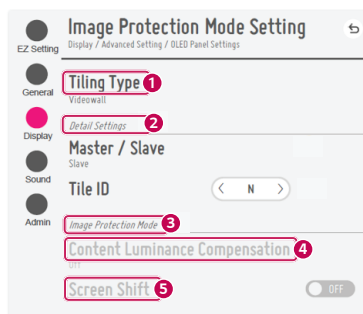 Image Protection Mode Setting
Display / Advanced Setting / OLED Panel Settings
EZ Setting
General
Display
Sound
Admin
Tiling Type 1
Videowall
Detail Settings 2
Master / Slave
Slave
Tile ID
N
Image Protection Mode 3
Content Luminance Compensation 4
Off
Screen Shift 5
OFF